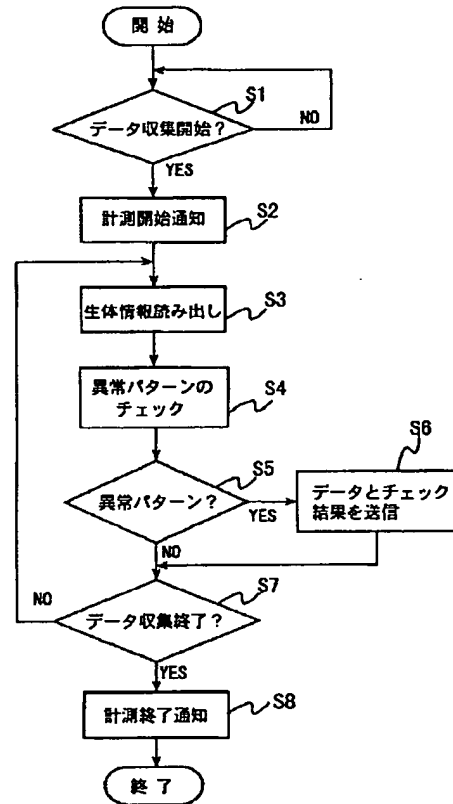 開 始
S1
データ収集開始?
NO
YES
計測開始通知
S2
生体情報読み出し
S3
異常パターンの
チェック
S4
S5
異常パターン?
YES
NO
S6
データとチェック
結果を送信
S7
NO
データ収集終了?
YES
計測終了通知
S8
終 了